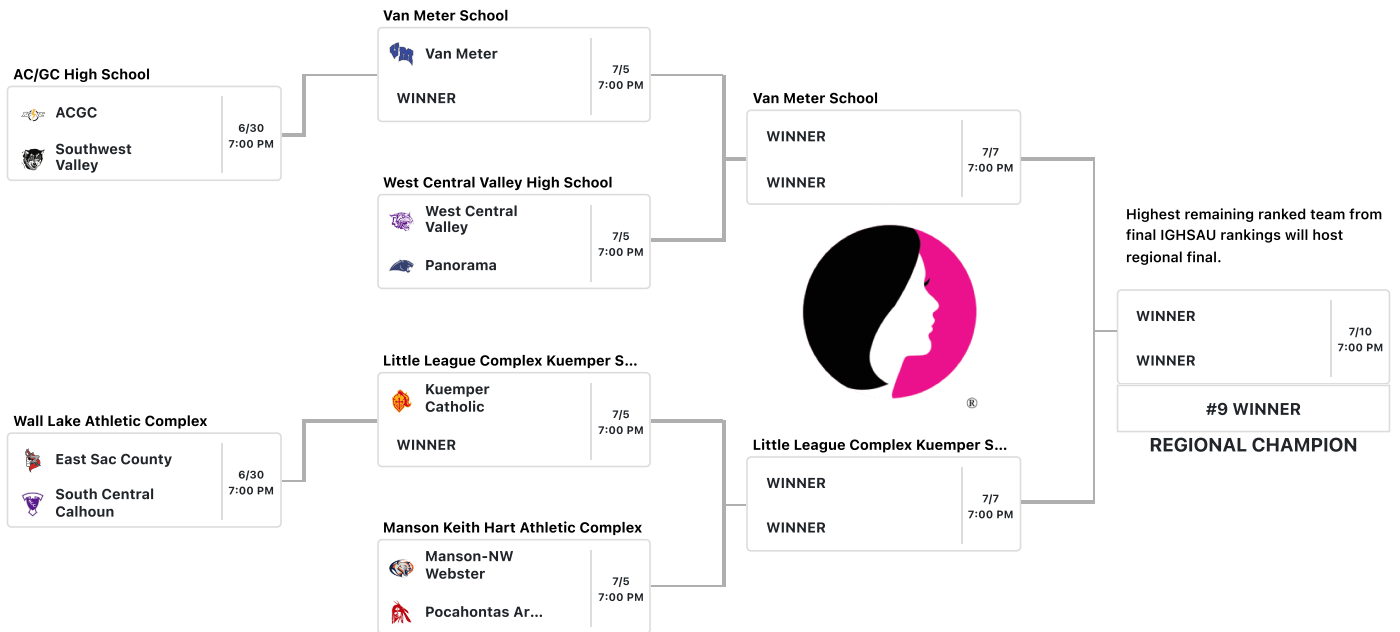 AC/GC High School
ACGC
Southwest
Valley
6/30
7:00 PM
Wall Lake Athletic Complex
East Sac County
South Central
Calhoun
6/30
7:00 PM
Van Meter School
Van Meter
WINNER
7/5
7:00 PM
West Central Valley High School
West Central
Valley
Panorama
7/5
7:00 PM
Little League Complex Kuemper S...
Kuemper
Catholic
WINNER
7/5
7:00 PM
Manson Keith Hart Athletic Complex
Manson-NW
Webster
Pocahontas Ar...
7/5
7:00 PM
Van Meter School
WINNER
WINNER
7/7
7:00 PM
®
Little League Complex Kuemper S...
WINNER
WINNER
7/7
7:00 PM
Highest remaining ranked team from
final IGHSAU rankings will host
regional final.
WINNER
WINNER
7/10
7:00 PM
#9 WINNER
REGIONAL CHAMPION